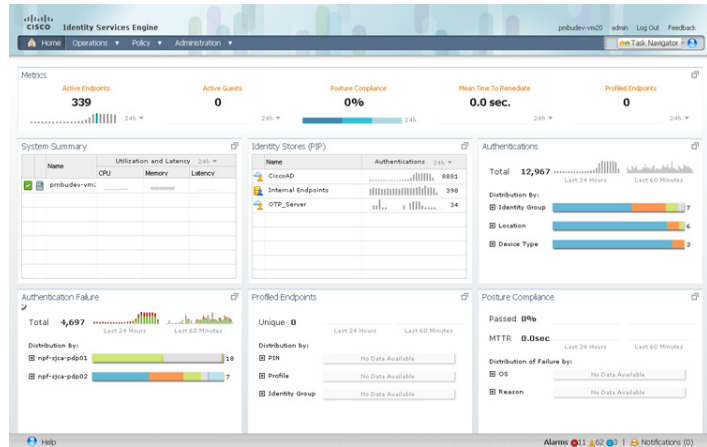 CISCO Identity Services Engine
pmbudev-vm20 admin Log Out Feedback
Home Operations Policy Administration
Task Navigator
Metrics
Active Endpoints
339
24h
Active Guests
0
24h
Posture Compliance
0%
24h
Mean Time To Remediate
0.0 sec.
24h
Profiled Endpoints
0
24h
System Summary
Name
Utilization and Latency 24h
CPU Memory Latency
Identity Stores (PIP)
Name Authentications 24h
CiscoAD 8881
Internal Endpoints 398
OTP_Server 34
Authentications
Total 12,967
Last 24 Hours Last 60 Minutes
Distribution By:
Identity Group 7
Location 6
Device Type 3
Authentication Failure
Total 4,697
Last 24 Hours Last 60 Minutes
Distribution By:
npf-sjca-pdp01 18
npf-sjca-pdp02 7
Profiled Endpoints
Unique 0
Last 24 Hours Last 60 Minutes
Distribution by:
PIN No Data Available
Profile No Data Available
Identity Group No Data Available
Posture Compliance
Passed 0%
MTTR 0.0sec
Last 24 Hours Last 60 Minutes
Distribution of Failure by:
OS No Data Available
Reason No Data Available
Help
Alarms 11 62 3 | Notifications (0)